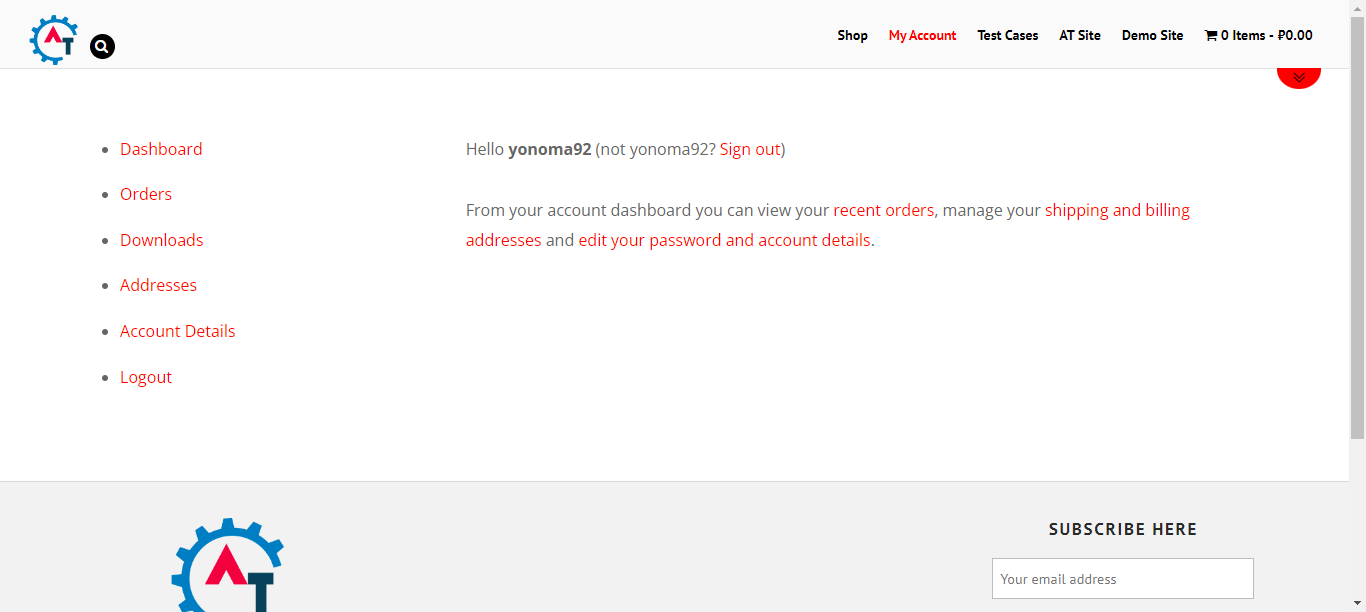 AT
Shop
My Account
Test Cases
AT Site
Demo Site
0 Items - ₽0.00
Dashboard
Orders
Downloads
Addresses
Account Details
Logout
Hello yonoma92 (not yonoma92? Sign out)
From your account dashboard you can view your recent orders, manage your shipping and billing
addresses and edit your password and account details.
AT
SUBSCRIBE HERE
Your email address